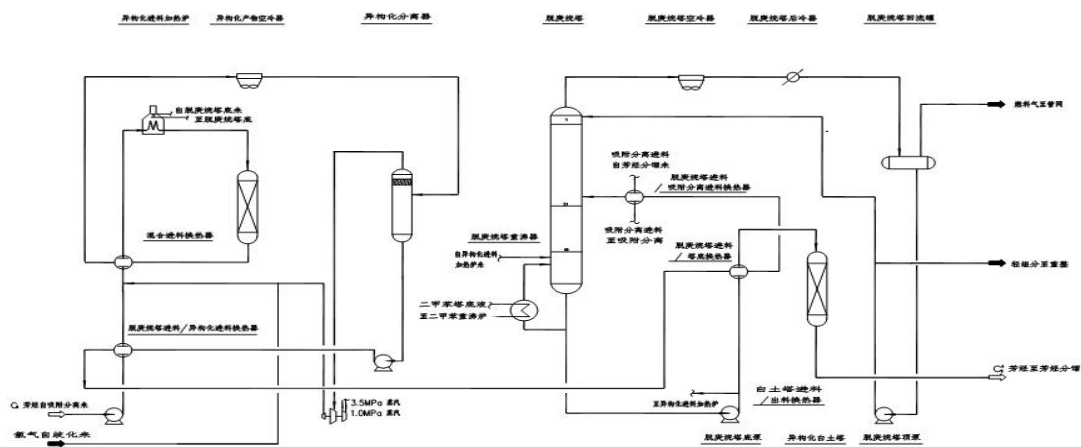 异构化进料加热炉
异构化产物空冷器
异构化分离器
脱庚烷塔
脱庚烷塔空冷器
脱庚烷塔后冷器
脱庚烷塔回流罐
自脱庚烷塔底来
至脱庚烷塔底
燃料气至管网
吸附分离进料
自芳烃分馏来
脱庚烷塔进料
/吸附分离进料换热器
混合进料换热器
脱庚烷塔重沸器
吸附分离进料
至吸附分离
自异构化进料
加热炉来
脱庚烷塔进料
/塔底换热器
轻组分至重整
二甲苯塔底液
至二甲苯重沸炉
脱庚烷塔进料/异构化进料换热器
芳烃至芳烃分馏
白土塔进料
/出料换热器
至异构化进料加热炉
3.5MPa 蒸汽
1.0MPa 蒸汽
芳烃自吸附分离来
氢气自歧化来
脱庚烷塔底泵
异构化白土塔
脱庚烷塔顶泵